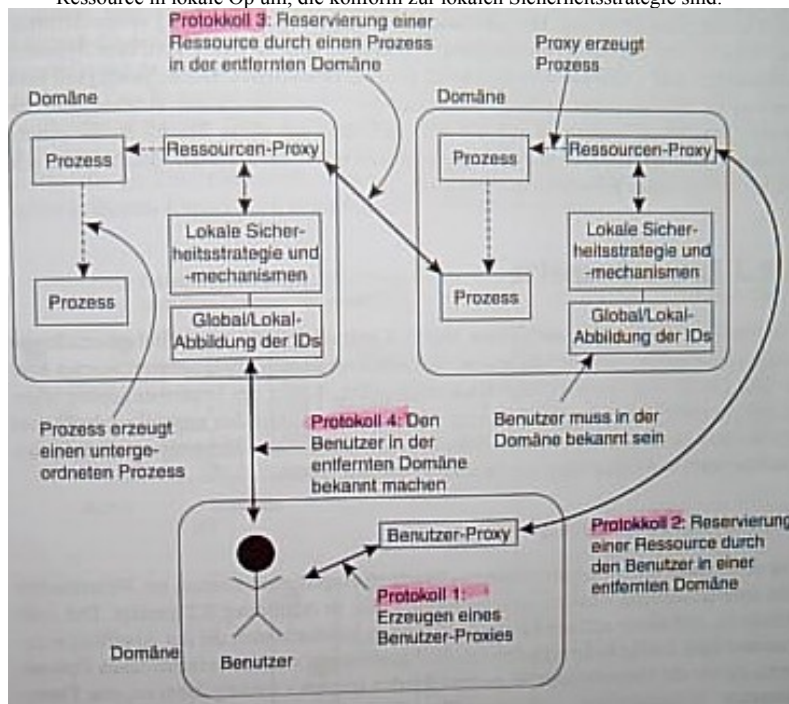 Ressource in lokale Op um, die konform zur lokalen Sicherheitsstrategie sind.
Protokkoll 3: Reservierung einer
Ressource durch einen Prozess
in der entfernten Domäne
Proxy erzeugt
Prozess
Domäne
Prozess
Ressourcen-Proxy
Lokale Sicher-
heitsstrategie und
-mechanismen
Prozess
Global/Lokal-
Abbildung der IDs
Domäne
Prozess
Ressourcen-Proxy
Lokale Sicher-
heitsstrategie und
-mechanismen
Prozess
Global/Lokal-
Abbildung der IDs
Prozess erzeugt
einen unterge-
ordneten Prozess
Protokoll 4: Den
Benutzer in der
entfernten Domäne
bekannt machen
Benutzer muss in der
Domäne bekannt sein
Benutzer-Proxy
Protokoll 1:
Erzeugen eines
Benutzer-Proxies
Domäne
Benutzer
Protokkoll 2: Reservierung
einer Ressource durch
den Benutzer in einer
entfernten Domäne